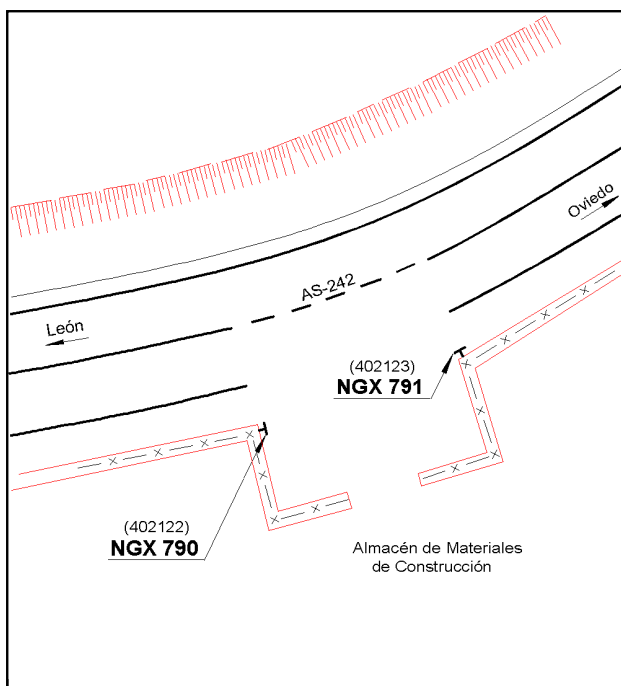 Oviedo
AS-242
León
(402123)
NGX 791
(402122)
NGX 790
Almacén de Materiales
de Construcción